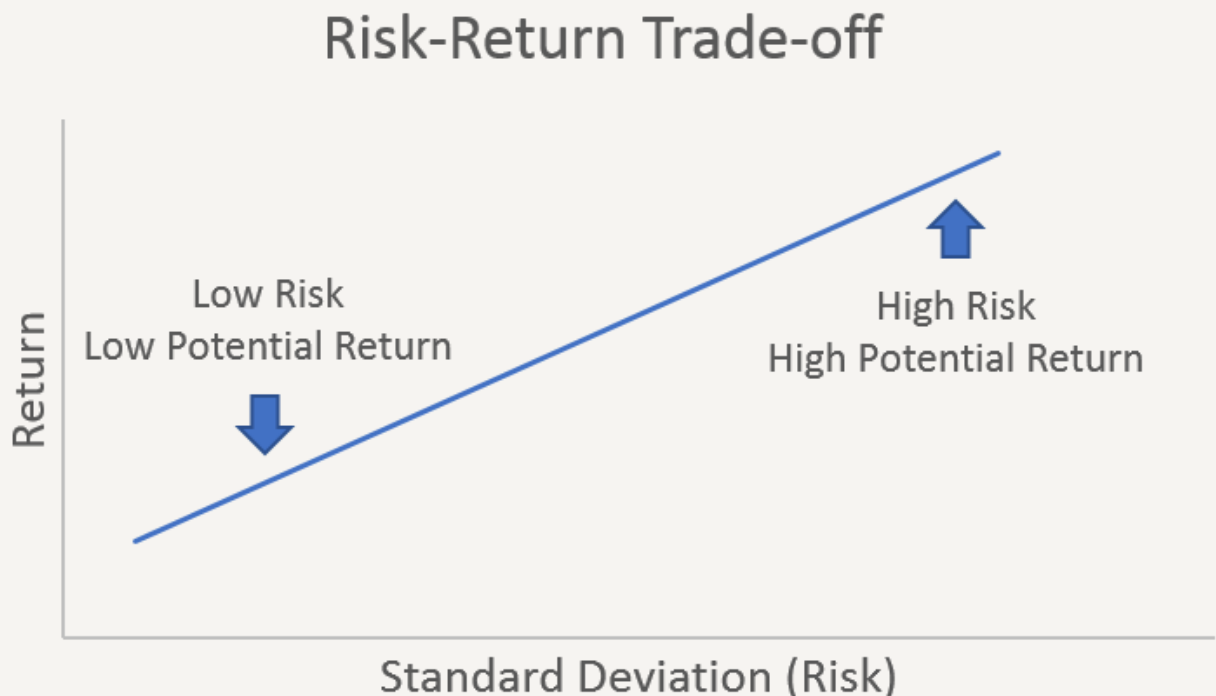 Risk-Return Trade-off
Low Risk
Low Potential Return
High Risk
High Potential Return
Return
Standard Deviation (Risk)